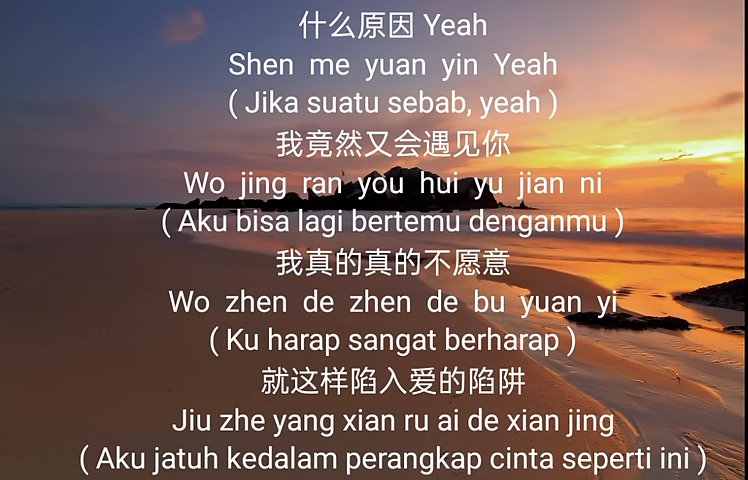 什么原因 Yeah
Shen me yuan yin Yeah
( Jika suatu sebab, yeah )
我竟然又会遇见你
Wo jing ran you hui yu jian ni
( Aku bisa lagi bertemu denganmu )
我真的真的不愿意
Wo zhen de zhen de bu yuan yi
( Ku harap sangat berharap )
就这样陷入爱的陷阱
Jiu zhe yang xian ru ai de xian jing
( Aku jatuh kedalam perangkap cinta seperti ini )